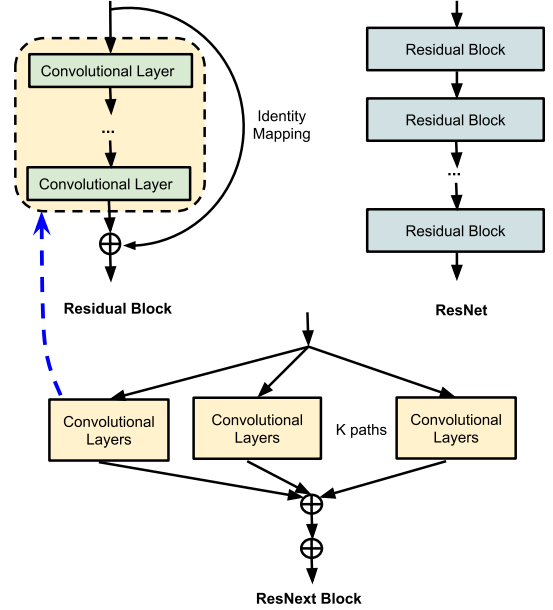 Convolutional Layer
...
Convolutional Layer
Identity
Mapping
Residual Block
Residual Block
Residual Block
...
Residual Block
ResNet
Convolutional
Layers
Convolutional
Layers
K paths
Convolutional
Layers
ResNext Block